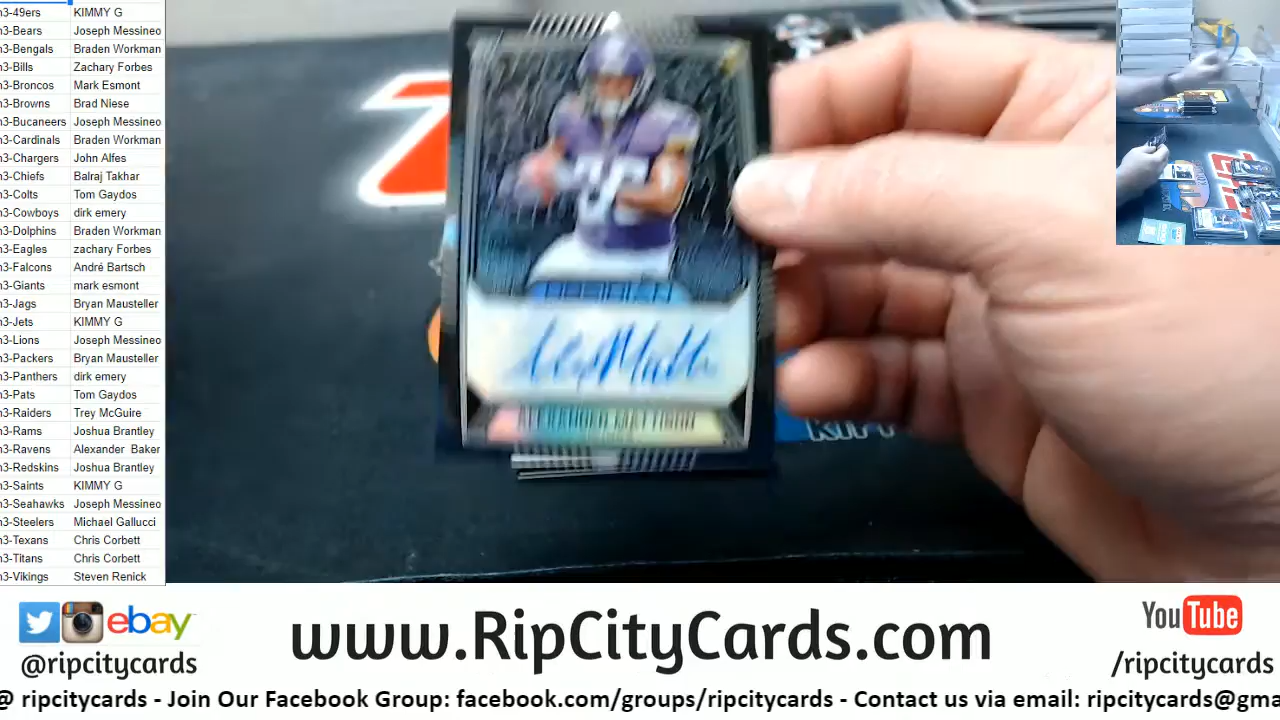 n3-49ers KIMMY G
n3-Bears Joseph Messineo
n3-Bengals Braden Workman
n3-Bills Zachary Forbes
n3-Broncos Mark Esmont
n3-Browns Brad Niese
n3-Bucaneers Joseph Messineo
n3-Cardinals Braden Workman
n3-Chargers John Alfes
n3-Chiefs Balraj Takhar
n3-Colts Tom Gaydos
n3-Cowboys dirk emery
n3-Dolphins Braden Workman
n3-Eagles zachary Forbes
n3-Falcons André Bartsch
n3-Giants mark esmont
n3-Jags Bryan Mausteller
n3-Jets KIMMY G
n3-Lions Joseph Messineo
n3-Packers Bryan Mausteller
n3-Panthers dirk emery
n3-Pats Tom Gaydos
n3-Raiders Trey McGuire
n3-Rams Joshua Brantley
n3-Ravens Alexander Baker
n3-Redskins Joshua Brantley
n3-Saints KIMMY G
n3-Seahawks Joseph Messineo
n3-Steelers Michael Gallucci
n3-Texans Chris Corbett
n3-Titans Chris Corbett
n3-Vikings Steven Renick
ebay
@ripcitycards
www.RipCityCards.com
YouTube
/ripcitycards
@ ripcitycards - Join Our Facebook Group: facebook.com/groups/ripcitycards - Contact us via email: ripcitycards@gma